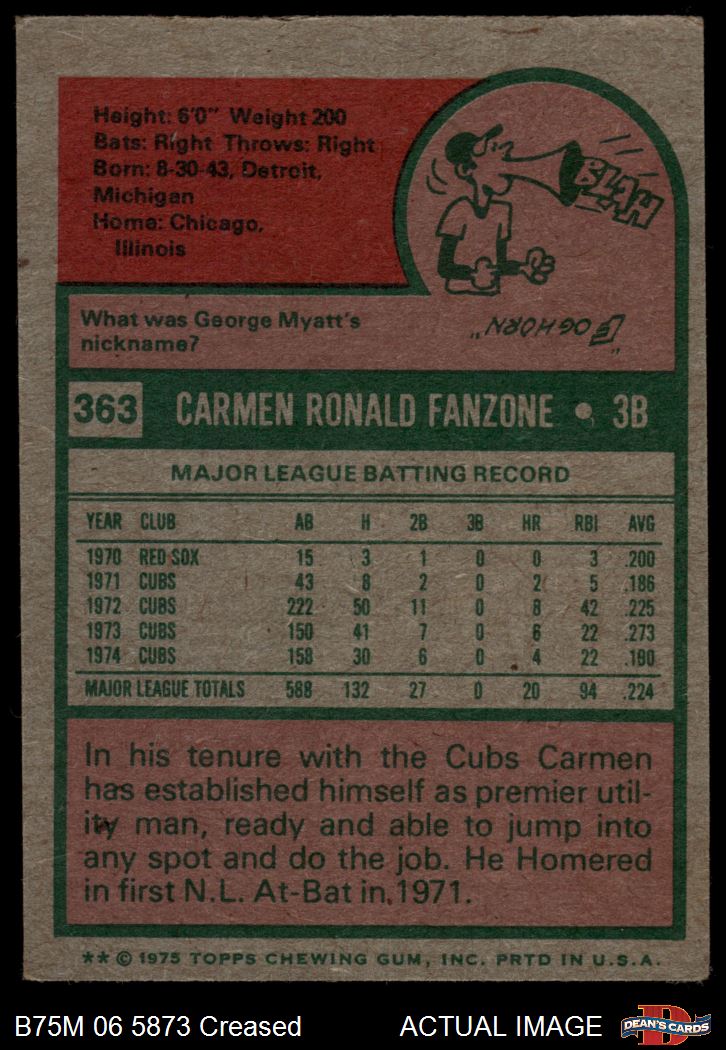 Height: 6'0" Weight 200
Bats: Right Throws: Right
Born: 8-30-43, Detroit,
Michigan
Home: Chicago,
Illinois
BLAH
What was George Myatt's
nickname?
"FOGHORN"
363 CARMEN RONALD FANZONE • 3B
MAJOR LEAGUE BATTING RECORD
YEAR CLUB AB H 2B 3B HR RBI AVG
1970 RED SOX 15 3 1 0 0 3 .200
1971 CUBS 43 8 2 0 2 5 .186
1972 CUBS 222 50 11 0 8 42 .225
1973 CUBS 150 41 7 0 6 22 .273
1974 CUBS 158 30 6 0 4 22 .190
MAJOR LEAGUE TOTALS 588 132 27 0 20 94 .224
In his tenure with the Cubs Carmen
has established himself as premier util-
ity man, ready and able to jump into
any spot and do the job. He Homered
in first N.L. At-Bat in 1971.
** © 1975 TOPPS CHEWING GUM, INC. PRTD IN U.S.A.
B75M 06 5873 Creased ACTUAL IMAGE
D
DEAN'S CARDS